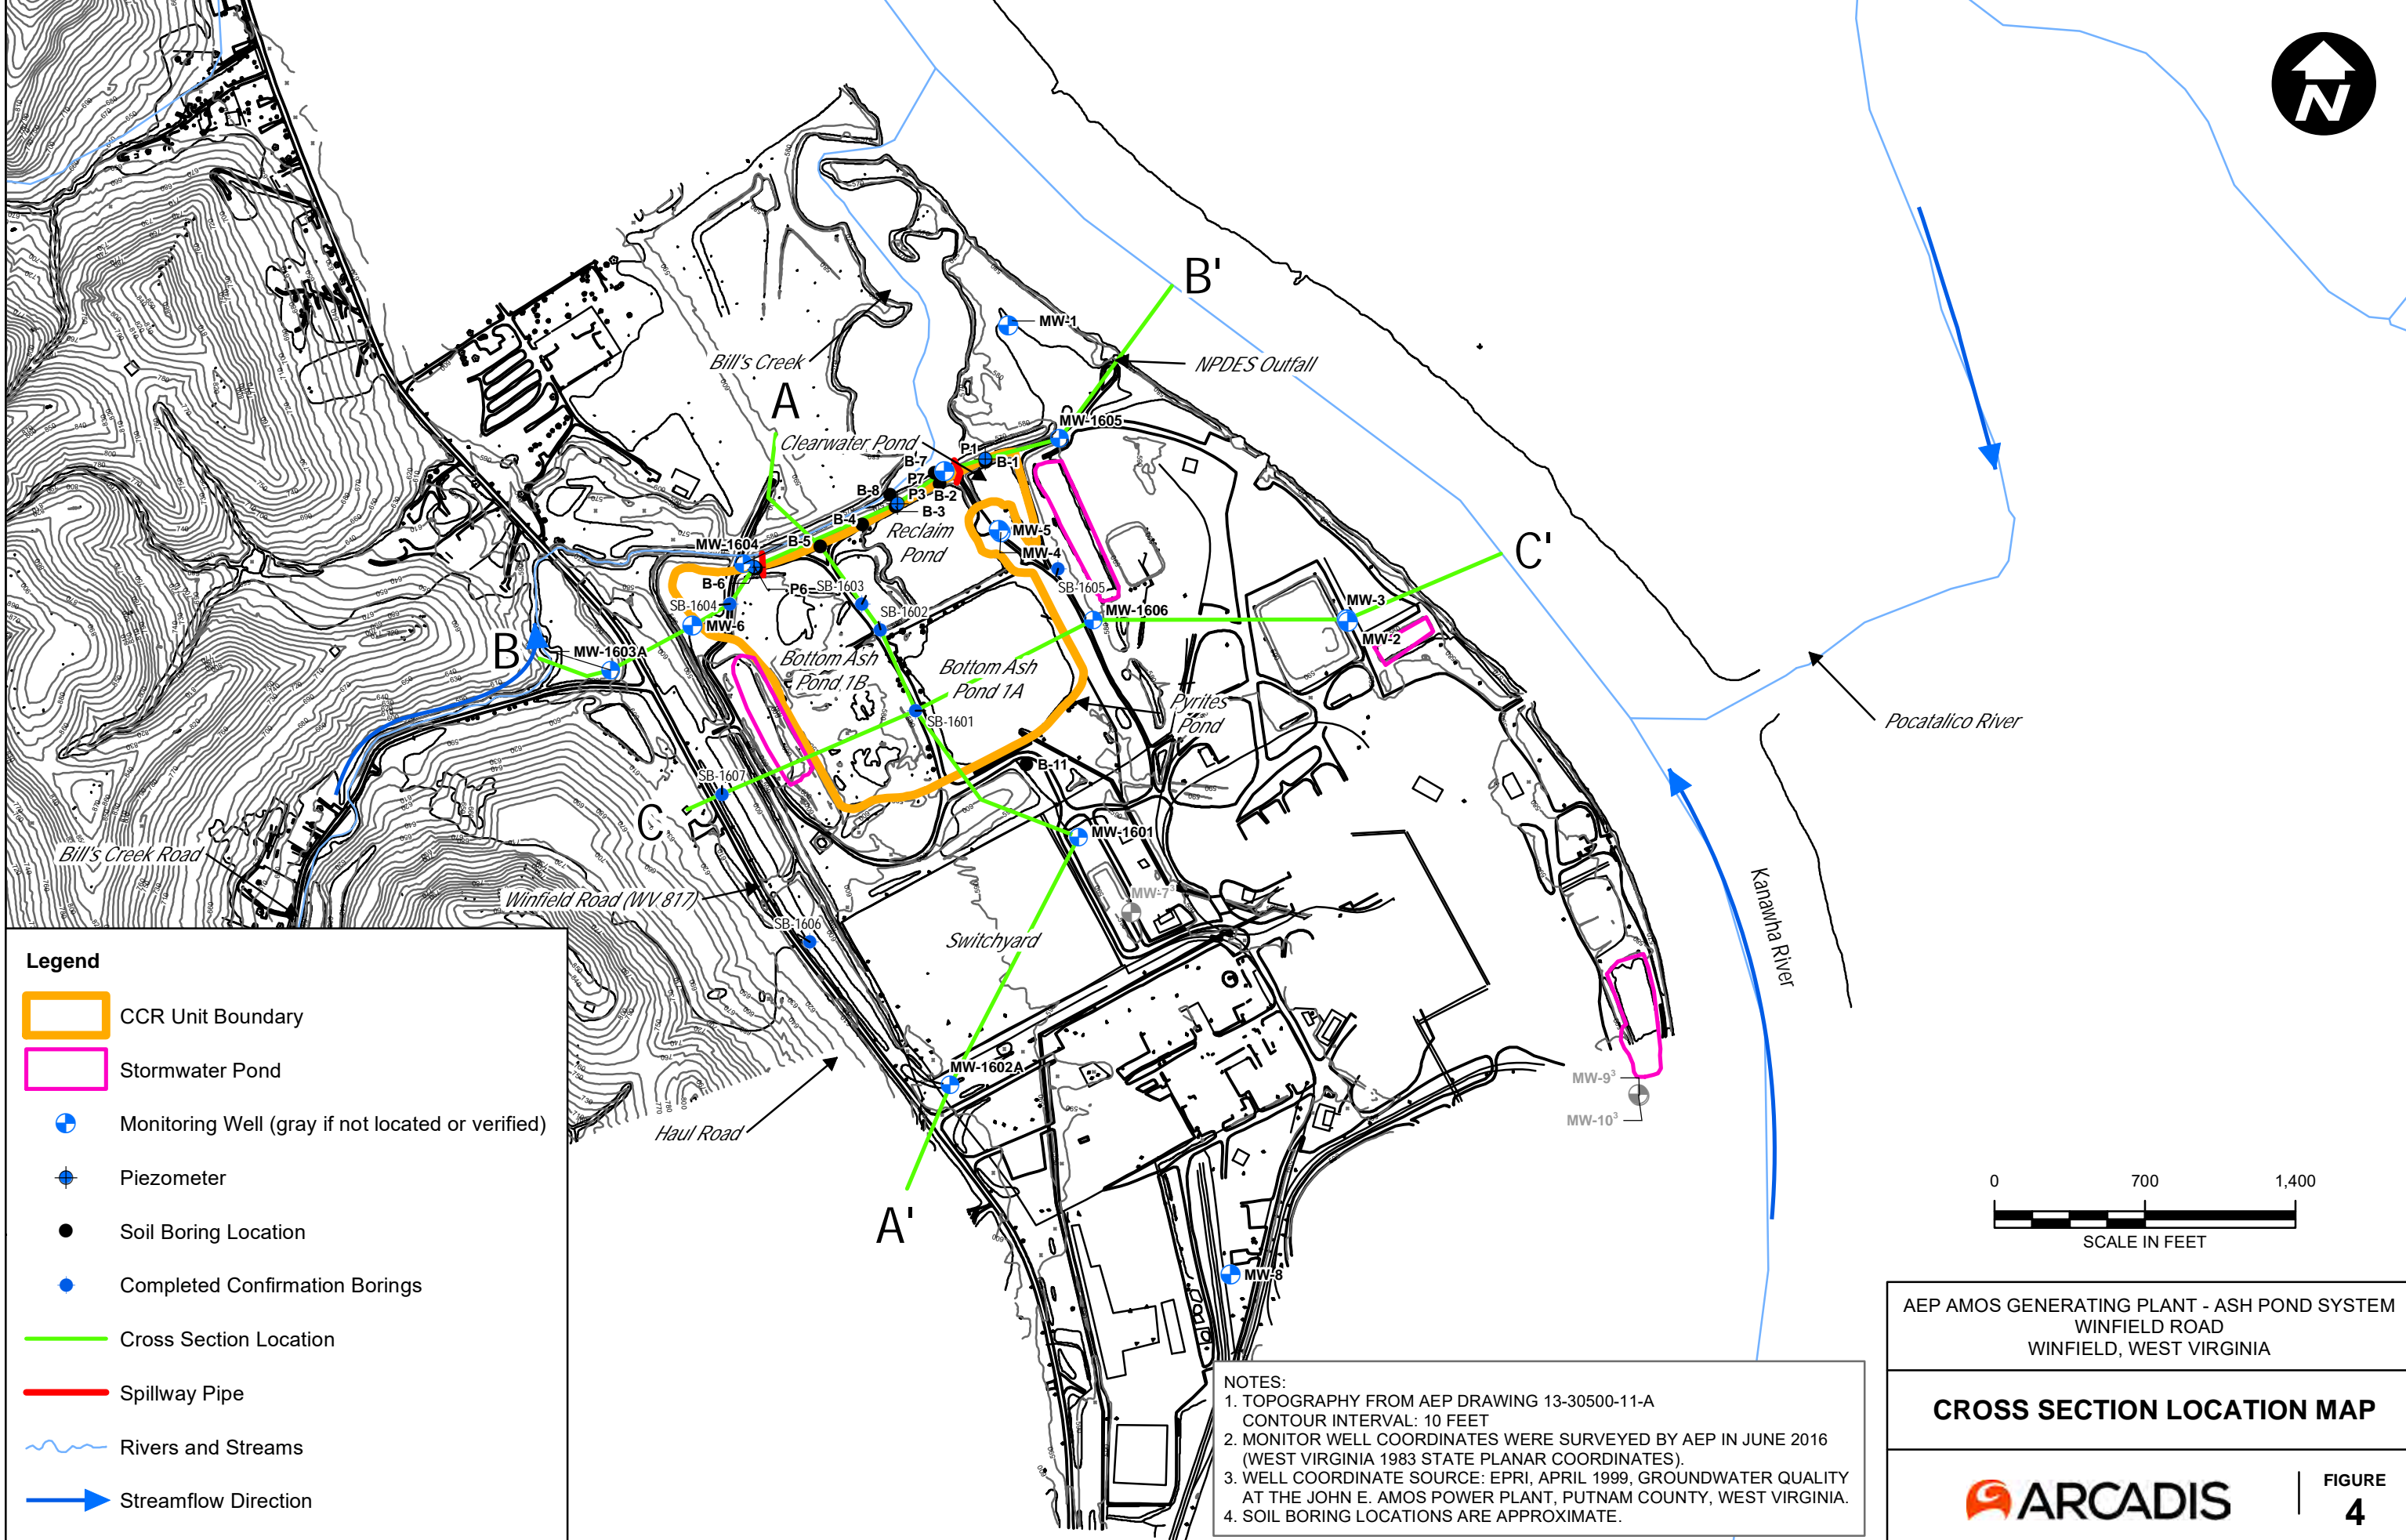 N
B'
MW-1
Bill's Creek
NPDES Outfall
A
MW-1605
Clearwater Pond
P1
B-7
B-1
P7
B-8
P3
B-2
B-3
B-4
Reclaim
Pond
MW-5
C'
MW-1604
B-5
MW-4
B-6
P6
SB-1603
SB-1605
MW-3
SB-1604
SB-1602
MW-1606
MW-6
MW-2
B
MW-1603A
Bottom Ash
Pond 1B
Bottom Ash
Pond 1A
Pyrites
Pond
SB-1601
Pocatalico River
SB-1607
B-11
C
MW-1601
Bill's Creek Road
Winfield Road (WV 817)
MW-7³
Kanawha River
SB-1606
Switchyard
MW-1602A
MW-9³
MW-10³
Haul Road
A'
MW-8
Legend
CCR Unit Boundary
Stormwater Pond
Monitoring Well (gray if not located or verified)
Piezometer
Soil Boring Location
Completed Confirmation Borings
Cross Section Location
Spillway Pipe
Rivers and Streams
Streamflow Direction
0 700 1,400
SCALE IN FEET
NOTES:
1. TOPOGRAPHY FROM AEP DRAWING 13-30500-11-A
CONTOUR INTERVAL: 10 FEET
2. MONITOR WELL COORDINATES WERE SURVEYED BY AEP IN JUNE 2016
(WEST VIRGINIA 1983 STATE PLANAR COORDINATES).
3. WELL COORDINATE SOURCE: EPRI, APRIL 1999, GROUNDWATER QUALITY
AT THE JOHN E. AMOS POWER PLANT, PUTNAM COUNTY, WEST VIRGINIA.
4. SOIL BORING LOCATIONS ARE APPROXIMATE.
AEP AMOS GENERATING PLANT - ASH POND SYSTEM
WINFIELD ROAD
WINFIELD, WEST VIRGINIA
CROSS SECTION LOCATION MAP
ARCADIS
FIGURE
4